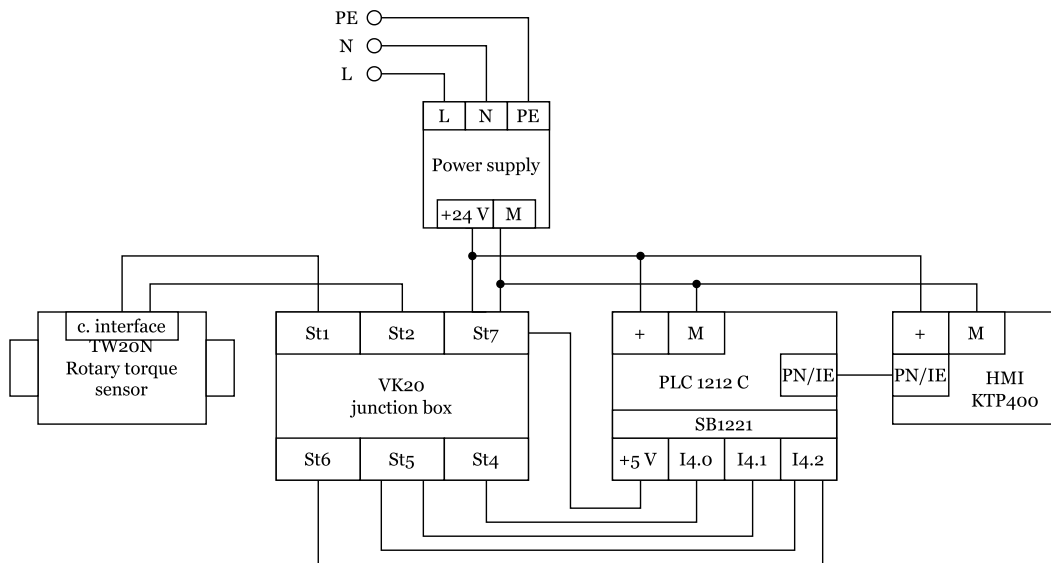 PE
N
L
L N PE
Power supply
+24 V M
c. interface
TW20N
Rotary torque
sensor
St1 St2 St7
VK20
junction box
St6 St5 St4
+ M
PLC 1212 C
PN/IE
SB1221
+5 V I4.0 I4.1 I4.2
+ M
PN/IE
HMI
KTP400